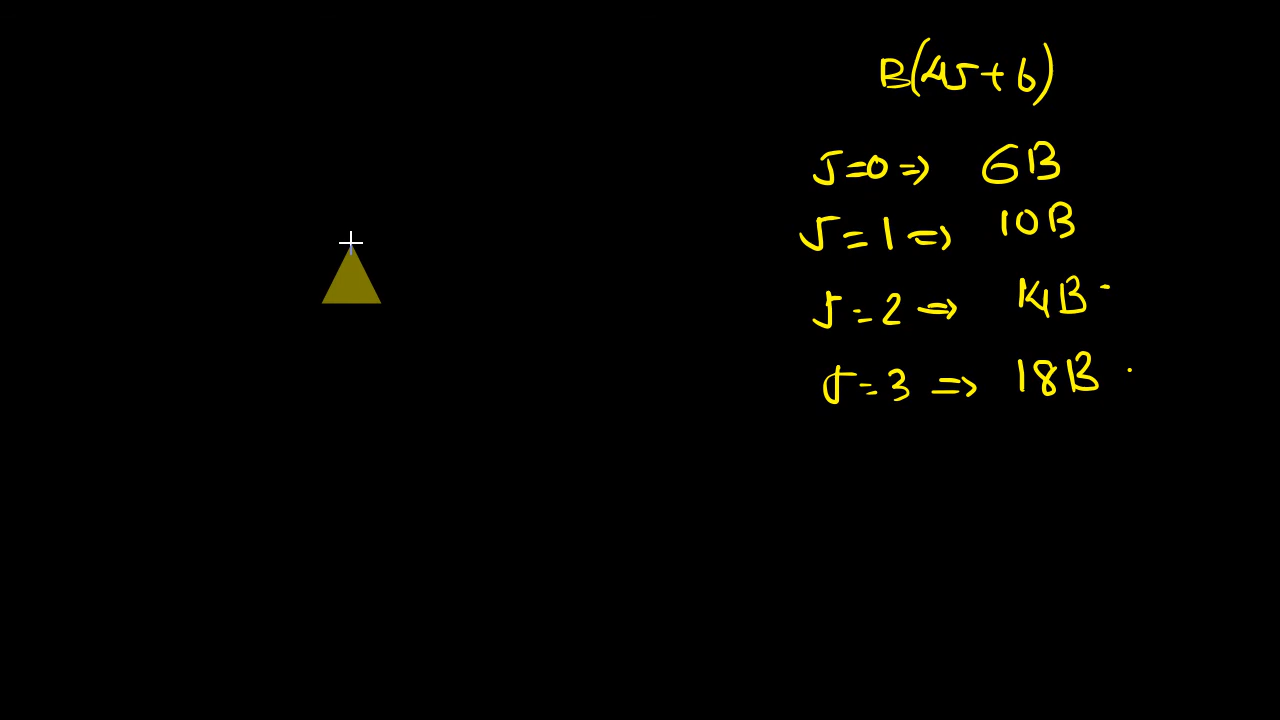 B(4J+6)
J=0 => 6B
J=1 => 10B
J=2 => 14B
J=3 => 18B